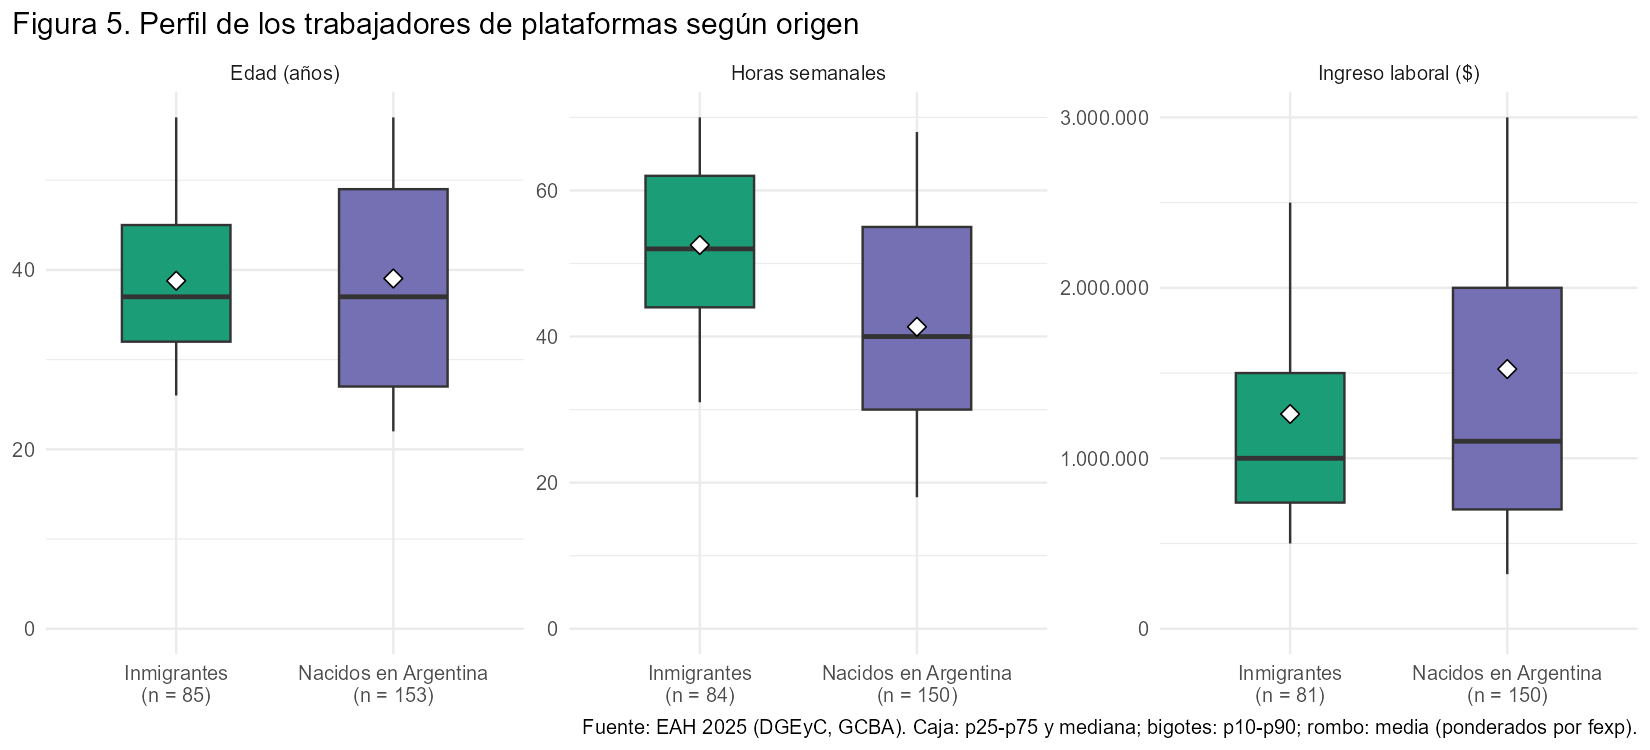 Figura 5. Perfil de los trabajadores de plataformas según origen
Edad (años)
40
20
0
Inmigrantes
(n = 85)
Nacidos en Argentina
(n = 153)
Horas semanales
60
40
20
0
Inmigrantes
(n = 84)
Nacidos en Argentina
(n = 150)
Ingreso laboral ($)
3.000.000
2.000.000
1.000.000
0
Inmigrantes
(n = 81)
Nacidos en Argentina
(n = 150)
Fuente: EAH 2025 (DGEyC, GCBA). Caja: p25-p75 y mediana; bigotes: p10-p90; rombo: media (ponderados por fexp).